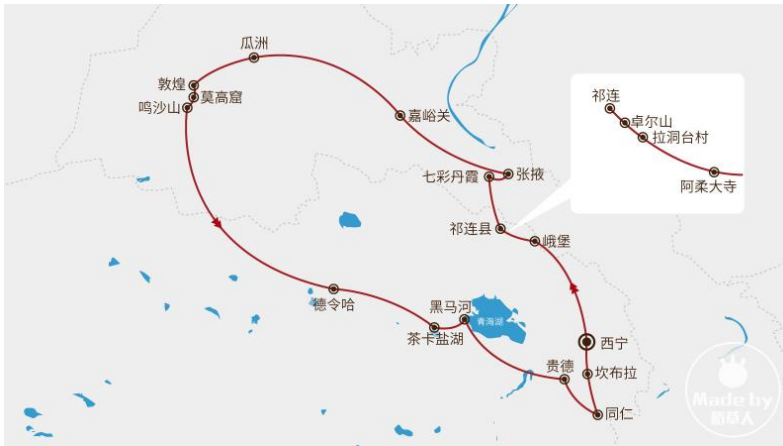 瓜洲
敦煌
莫高窟
鸣沙山
嘉峪关
七彩丹霞
张掖
祁连县
峨堡
祁连
卓尔山
拉洞台村
阿柔大寺
德令哈
黑马河
青海湖
茶卡盐湖
贵德
西宁
坎布拉
同仁
Made by
稻草人